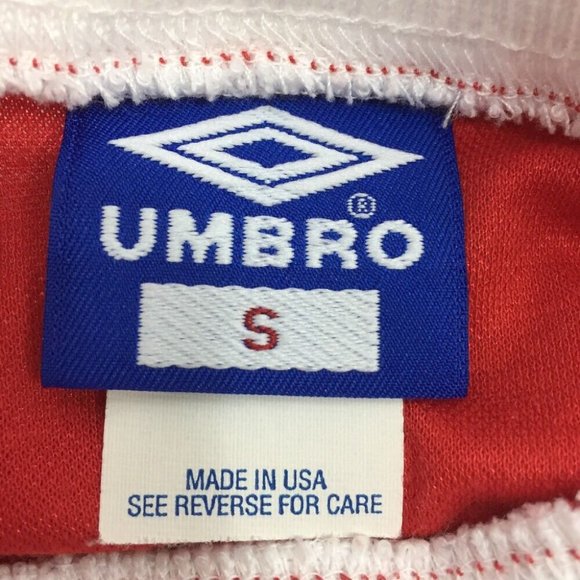 UMBRO®
S
MADE IN USA
SEE REVERSE FOR CARE